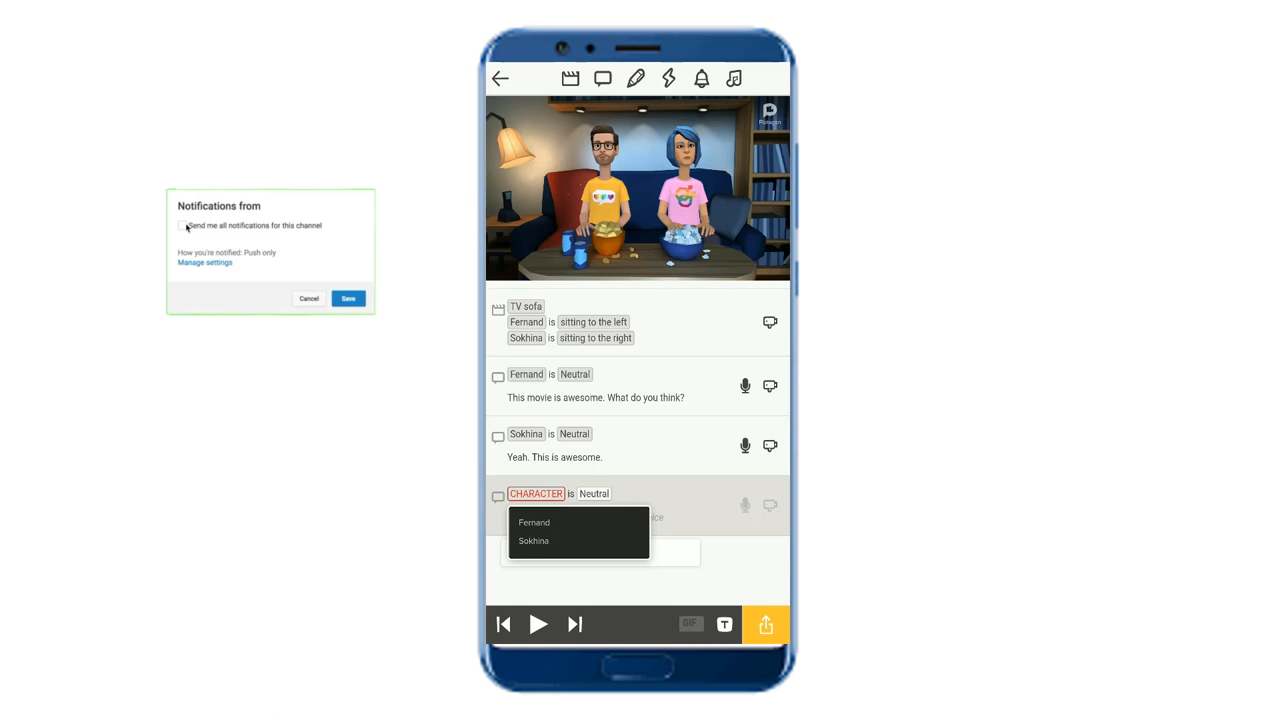 Notifications from
Send me all notifications for this channel
How you're notified: Push only
Manage settings
Cancel
Save
Plotagon
TV sofa
Fernand is sitting to the left
Sokhina is sitting to the right
Fernand is Neutral
This movie is awesome. What do you think?
Sokhina is Neutral
Yeah. This is awesome.
CHARACTER is Neutral
Fernand
Sokhina
GIF
T